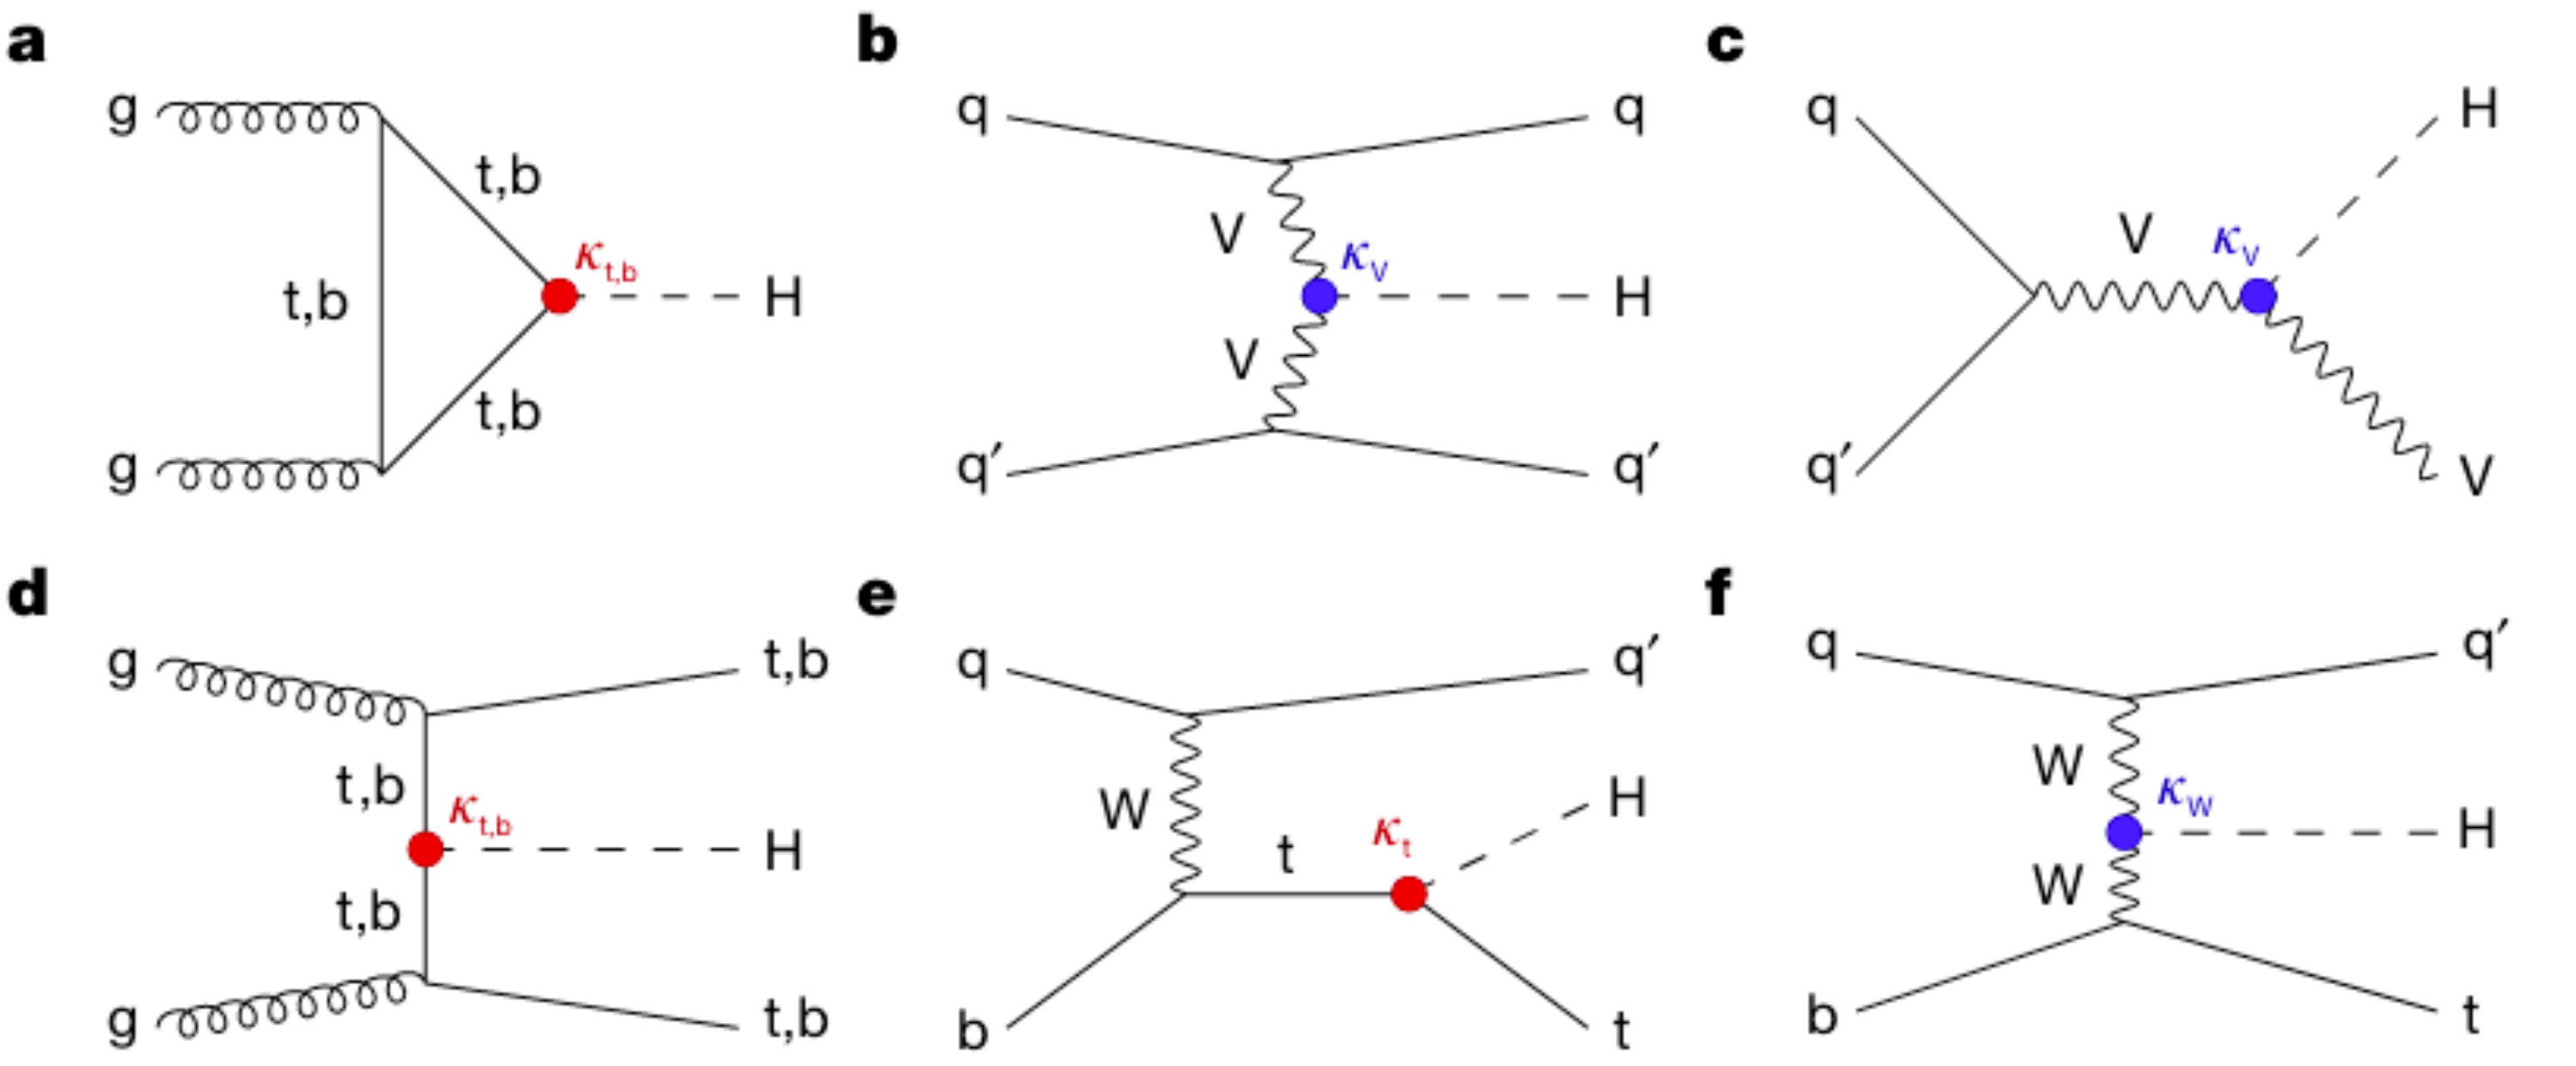 a
b
c
g
t,b
κt,b
t,b
H
t,b
g
q
q
V
κV
H
V
q′
q′
q
H
V
κV
q′
V
d
e
f
g
t,b
t,b
κt,b
H
t,b
g
t,b
q
q′
W
t
κt
H
b
t
q
q′
W
κW
H
W
b
t